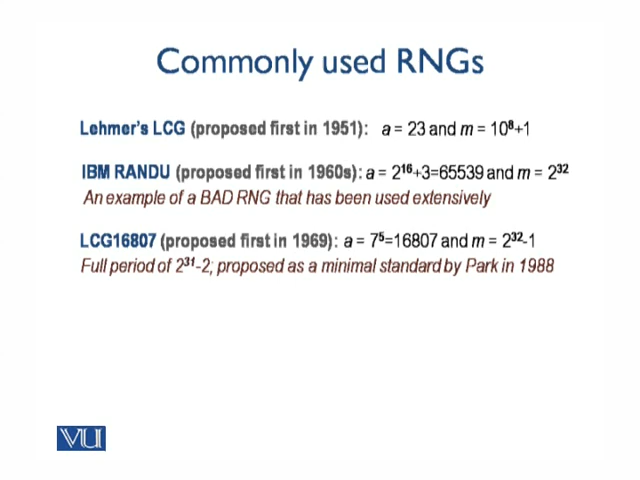 Commonly used RNGs
Lehmer's LCG (proposed first in 1951): a = 23 and m = 10⁸+1
IBM RANDU (proposed first in 1960s): a = 2¹⁶+3=65539 and m = 2³²
An example of a BAD RNG that has been used extensively
LCG16807 (proposed first in 1969): a = 7⁵=16807 and m = 2³²-1
Full period of 2³¹-2; proposed as a minimal standard by Park in 1988
VU